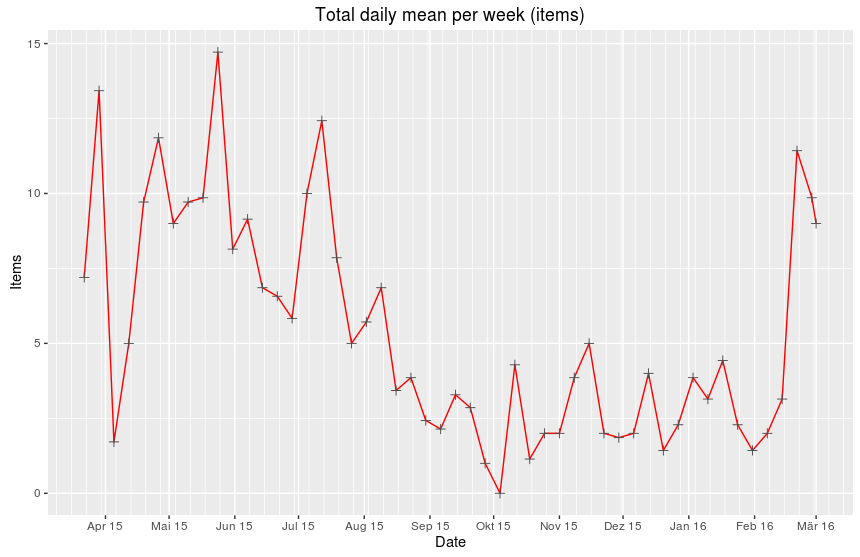 Total daily mean per week (items)
15
10
5
0
Items
Apr 15 Mai 15 Jun 15 Jul 15 Aug 15 Sep 15 Okt 15 Nov 15 Dez 15 Jan 16 Feb 16 Mär 16
Date